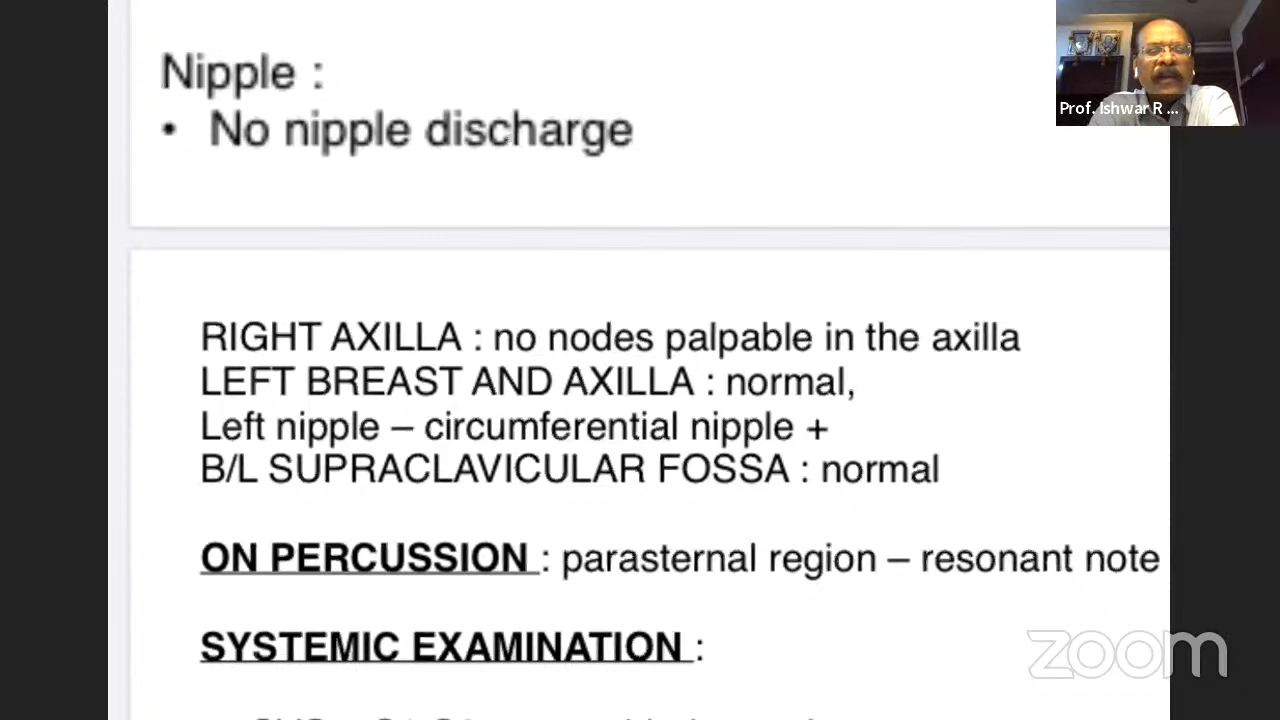 Nipple :
• No nipple discharge
Prof. Ishwar R ...
RIGHT AXILLA : no nodes palpable in the axilla
LEFT BREAST AND AXILLA : normal,
Left nipple – circumferential nipple +
B/L SUPRACLAVICULAR FOSSA : normal
ON PERCUSSION : parasternal region – resonant note
SYSTEMIC EXAMINATION :
zoom